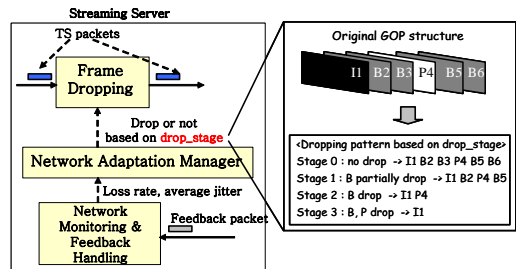 Streaming Server
TS packets
Frame
Dropping
Drop or not
based on drop_stage
Network Adaptation Manager
Loss rate, average jitter
Network
Monitoring &
Feedback
Handling
Feedback packet
Original GOP structure
I1 B2 B3 P4 B5 B6
<Dropping pattern based on drop_stage>
Stage 0 : no drop -> I1 B2 B3 P4 B5 B6
Stage 1 : B partially drop -> I1 B2 P4 B5
Stage 2 : B drop -> I1 P4
Stage 3 : B, P drop -> I1